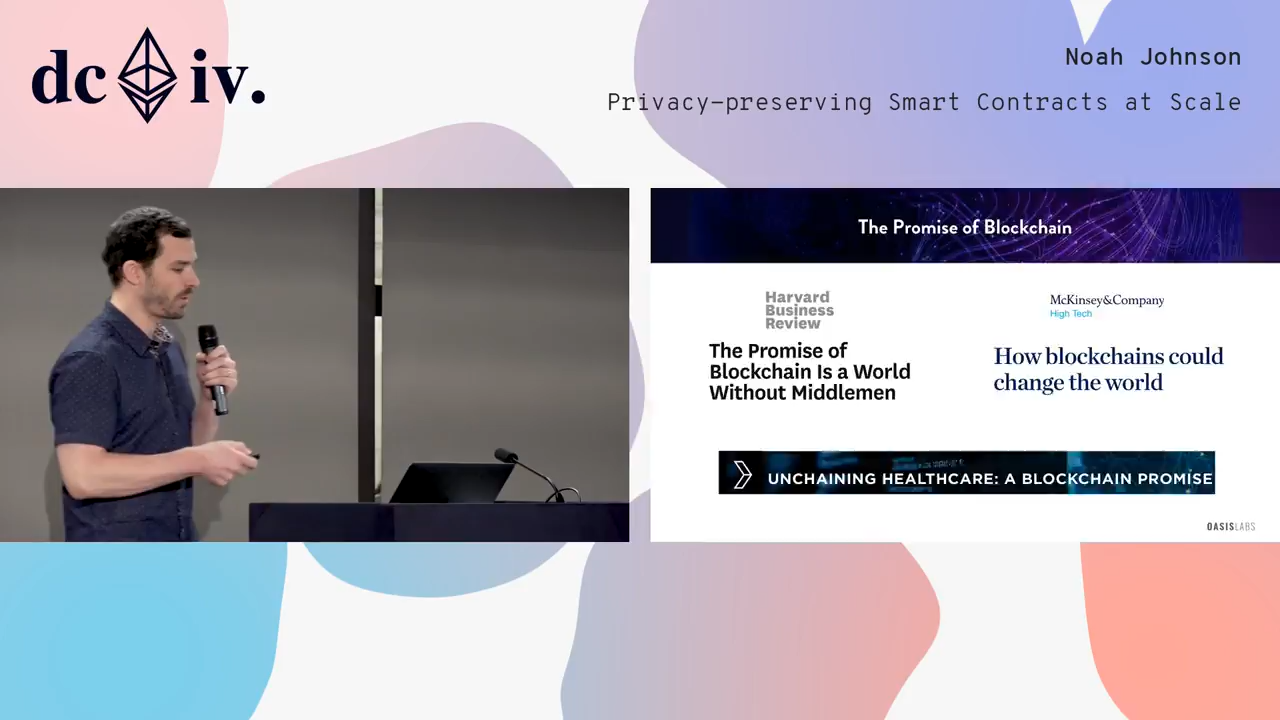 dc iv.
Noah Johnson
Privacy-preserving Smart Contracts at Scale
The Promise of Blockchain
Harvard
Business
Review
The Promise of
Blockchain Is a World
Without Middlemen
McKinsey&Company
High Tech
How blockchains could
change the world
UNCHAINING HEALTHCARE: A BLOCKCHAIN PROMISE
OASISLABS